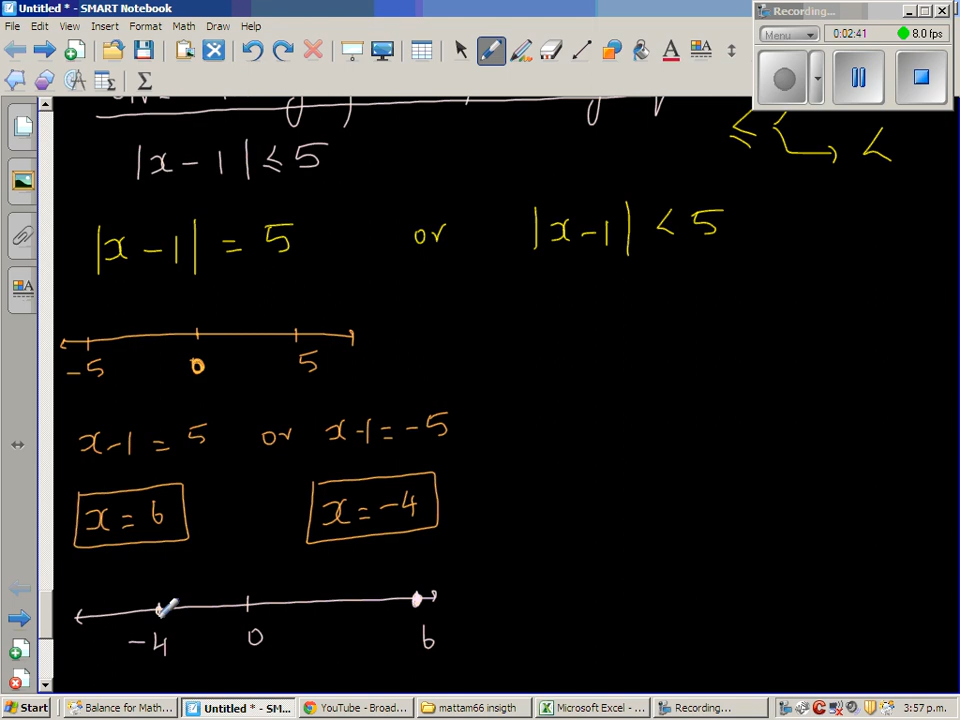 Untitled * - SMART Notebook
Recording...
File Edit View Insert Format Math Draw Help
Menu 0:02:41 8.0 fps
|x - 1| ≤ 5
≤ <
|x - 1| = 5 or |x - 1| < 5
-5 0 5
x - 1 = 5 or x - 1 = -5
x = 6 x = -4
-4 0 6
Start Balance for Math... Untitled * - SM... YouTube - Broad... mattam66 insigth Microsoft Excel - ... Recording... 3:57 p.m.